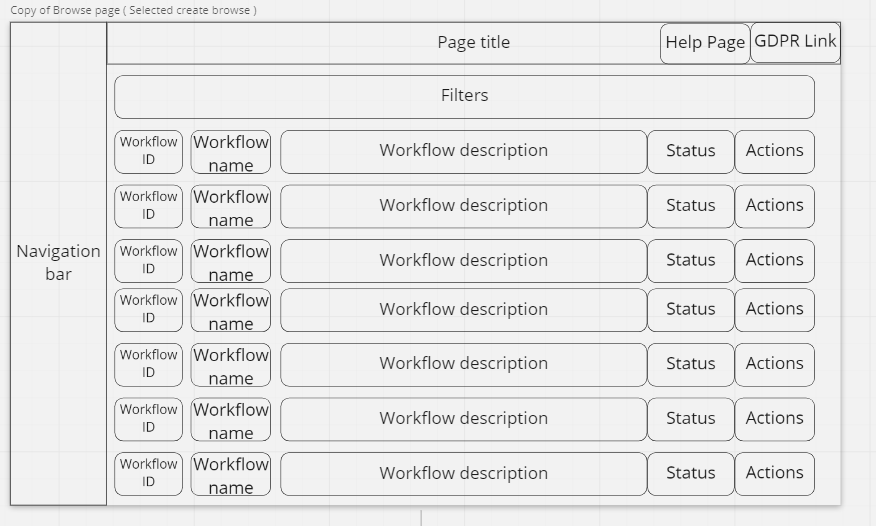 Copy of Browse page ( Selected create browse )
Page title
Help Page
GDPR Link
Navigation
bar
Filters
Workflow
ID
Workflow
name
Workflow description
Status
Actions
Workflow
ID
Workflow
name
Workflow description
Status
Actions
Workflow
ID
Workflow
name
Workflow description
Status
Actions
Workflow
ID
Workflow
name
Workflow description
Status
Actions
Workflow
ID
Workflow
name
Workflow description
Status
Actions
Workflow
ID
Workflow
name
Workflow description
Status
Actions
Workflow
ID
Workflow
name
Workflow description
Status
Actions